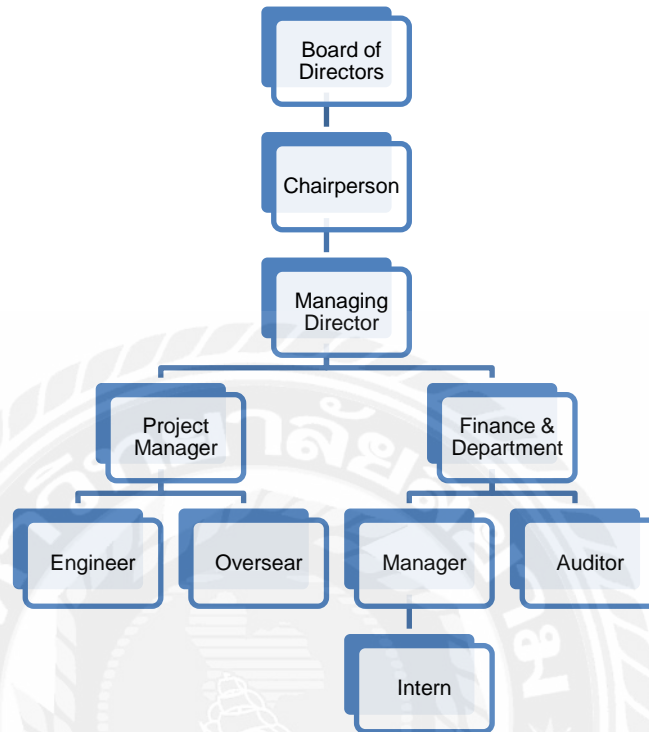 Board of
Directors
Chairperson
Managing
Director
Project
Manager
Finance &
Department
Engineer
Oversear
Manager
Auditor
Intern